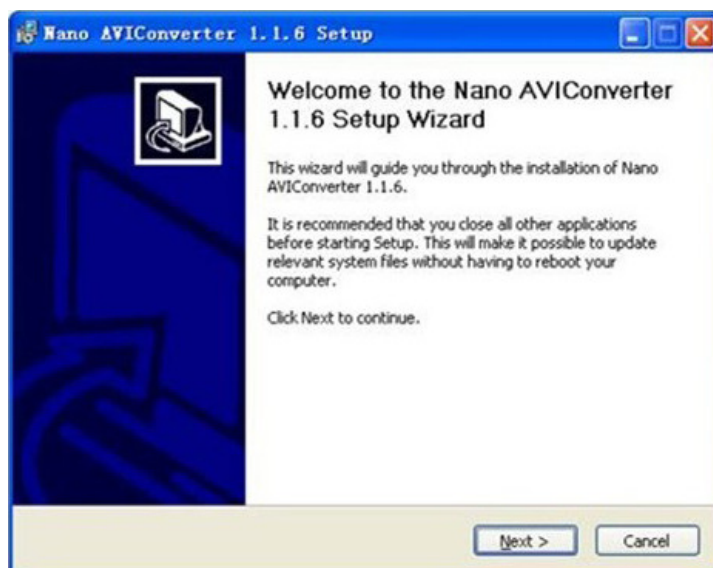 Nano AVIConverter 1.1.6 Setup
Welcome to the Nano AVIConverter
1.1.6 Setup Wizard
This wizard will guide you through the installation of Nano
AVIConverter 1.1.6.
It is recommended that you close all other applications
before starting Setup. This will make it possible to update
relevant system files without having to reboot your
computer.
Click Next to continue.
Next >
Cancel